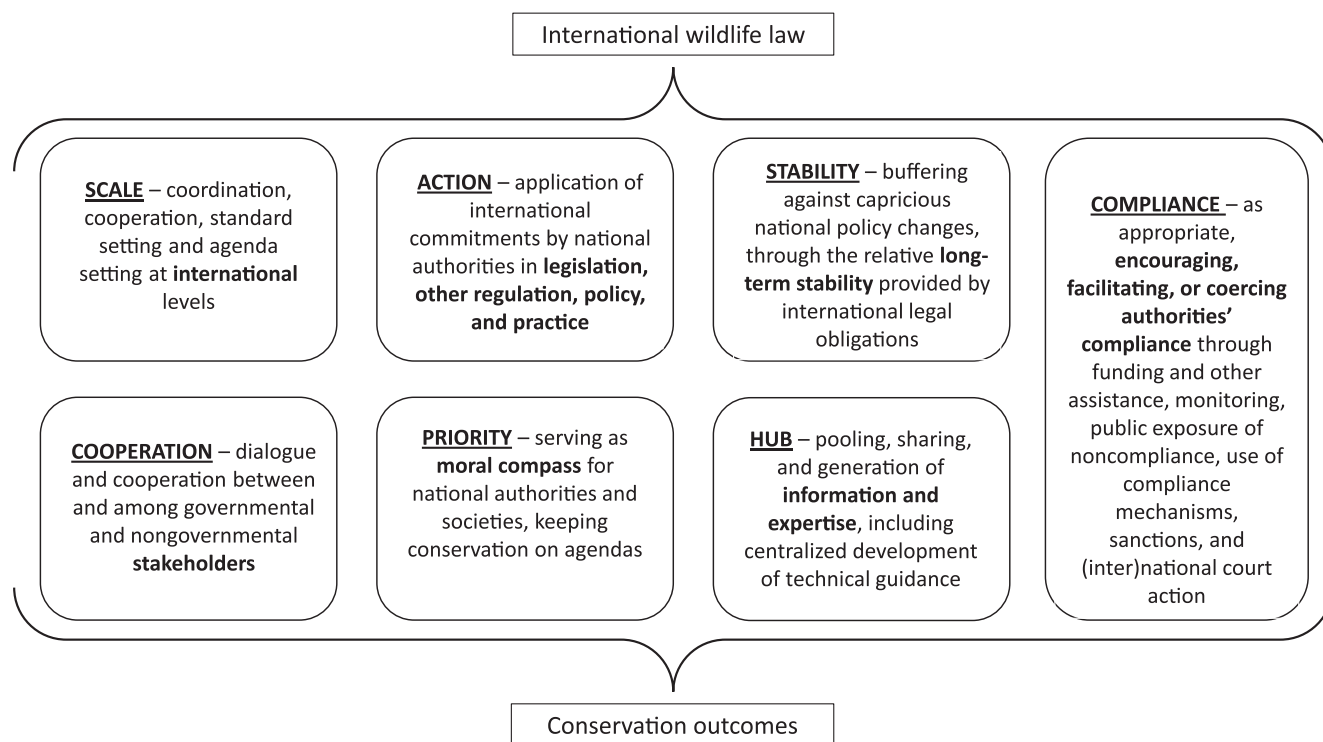 International wildlife law
SCALE – coordination,
cooperation, standard
setting and agenda
setting at international
levels
ACTION – application of
international
commitments by national
authorities in legislation,
other regulation, policy,
and practice
STABILITY – buffering
against capricious
national policy changes,
through the relative long-
term stability provided by
international legal
obligations
COMPLIANCE – as
appropriate, encouraging,
facilitating, or coercing
authorities’
compliance through
funding and other
assistance, monitoring,
public exposure of
noncompliance, use of
compliance
mechanisms,
sanctions, and
(inter)national court
action
COOPERATION – dialogue
and cooperation between
and among governmental
and nongovernmental
stakeholders
PRIORITY – serving as
moral compass for
national authorities and
societies, keeping
conservation on agendas
HUB – pooling, sharing,
and generation of
information and
expertise, including
centralized development
of technical guidance
Conservation outcomes